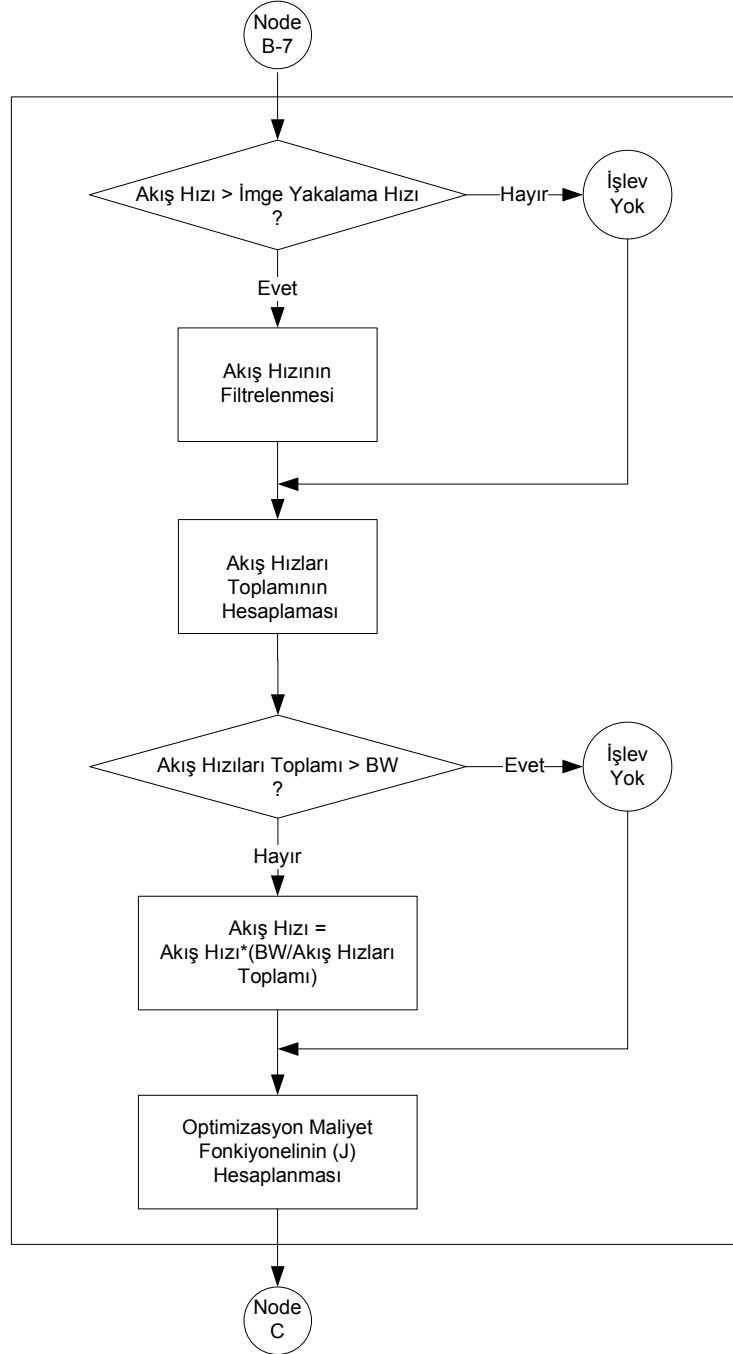 Node
B-7
Akış Hızı > İmge Yakalama Hızı
?
Hayır
İşlev
Yok
Evet
Akış Hızının
Filtrelenmesi
Akış Hızları
Toplamının
Hesaplaması
Akış Hızıları Toplamı > BW
?
Evet
İşlev
Yok
Hayır
Akış Hızı =
Akış Hızı*(BW/Akış Hızları
Toplamı)
Optimizasyon Maliyet
Fonkiyonelinin (J)
Hesaplanması
Node
C